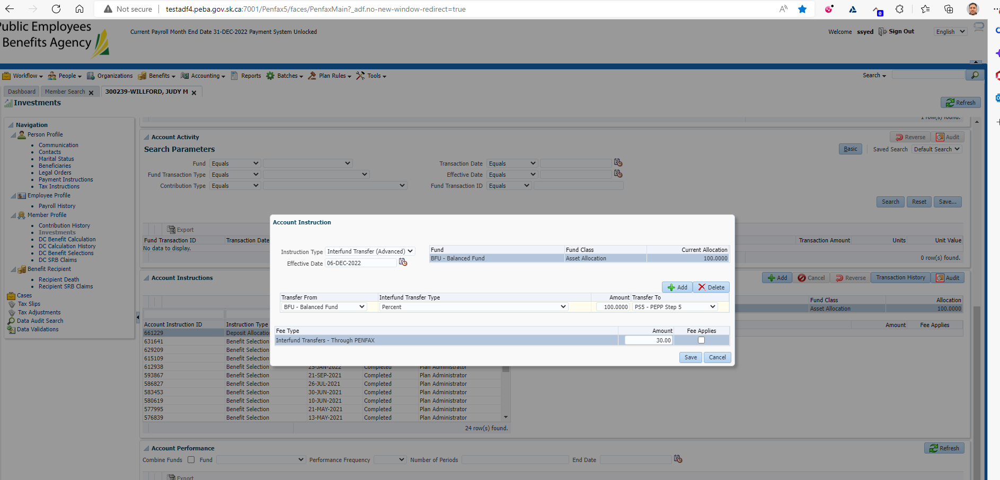 Not secure testadf4.peba.gov.sk.ca:7001/Penfax5/faces/PenfaxMain?_adf.no-new-window-redirect=true
0
ublic Employees
Benefits Agency
Current Payroll Month End Date 31-DEC-2022 Payment System Unlocked
Welcome ssyed Sign Out English
Workflow People Organizations Benefits Accounting Reports Batches Plan Rules Tools Search
Dashboard Member Search 300239-WILLFORD, JUDY M
Investments Refresh
Navigation
Person Profile
Communication
Contacts
Marital Status
Beneficiaries
Legal Orders
Payment Instructions
Tax Instructions
Employee Profile
Payroll History
Member Profile
Contribution History
Investments
DC Benefit Calculation
DC Calculation History
DC Benefit Selections
DC SRB Claims
Benefit Recipient
Recipient Death
Recipient SRB Claims
Cases
Tax Slips
Tax Adjustments
Data Audit Search
Data Validations
1 row(s) found.
Account Activity Reverse Audit
Search Parameters Basic Saved Search Default Search
Fund Equals Transaction Date Equals
Fund Transaction Type Equals Effective Date Equals
Contribution Type Equals Fund Transaction ID Equals
Search Reset Save...
Export
Fund Transaction ID Transaction Date Transaction Amount Units Unit Value
No data to display.
0 row(s) found.
Account Instruction
Instruction Type Interfund Transfer (Advanced)
Effective Date 06-DEC-2022
Fund Fund Class Current Allocation
BFU - Balanced Fund Asset Allocation 100.0000
Add Delete
Transfer From Interfund Transfer Type Amount Transfer To
BFU - Balanced Fund Percent 100.0000 PS5 - PEPP Step 5
Fee Type Amount Fee Applies
Interfund Transfers - Through PENFAX 30.00
Save Cancel
Account Instructions Add Cancel Reverse Transaction History Audit
Fund Class Allocation
Asset Allocation 100.0000
Amount Fee Applies
Account Instruction ID Instruction Type
661229 Deposit Allocatio
631641 Benefit Selection
629209 Benefit Selection
615109 Benefit Selection
612938 Benefit Selection 25-JAN-2022 Completed Plan Administrator
593867 Benefit Selection 21-SEP-2021 Completed Plan Administrator
586827 Benefit Selection 26-JUL-2021 Completed Plan Administrator
583453 Benefit Selection 30-JUN-2021 Completed Plan Administrator
580619 Benefit Selection 10-JUN-2021 Completed Plan Administrator
577995 Benefit Selection 21-MAY-2021 Completed Plan Administrator
576839 Benefit Selection 13-MAY-2021 Completed Plan Administrator
24 row(s) found.
Account Performance Refresh
Combine Funds Fund Performance Frequency Number of Periods End Date
Export